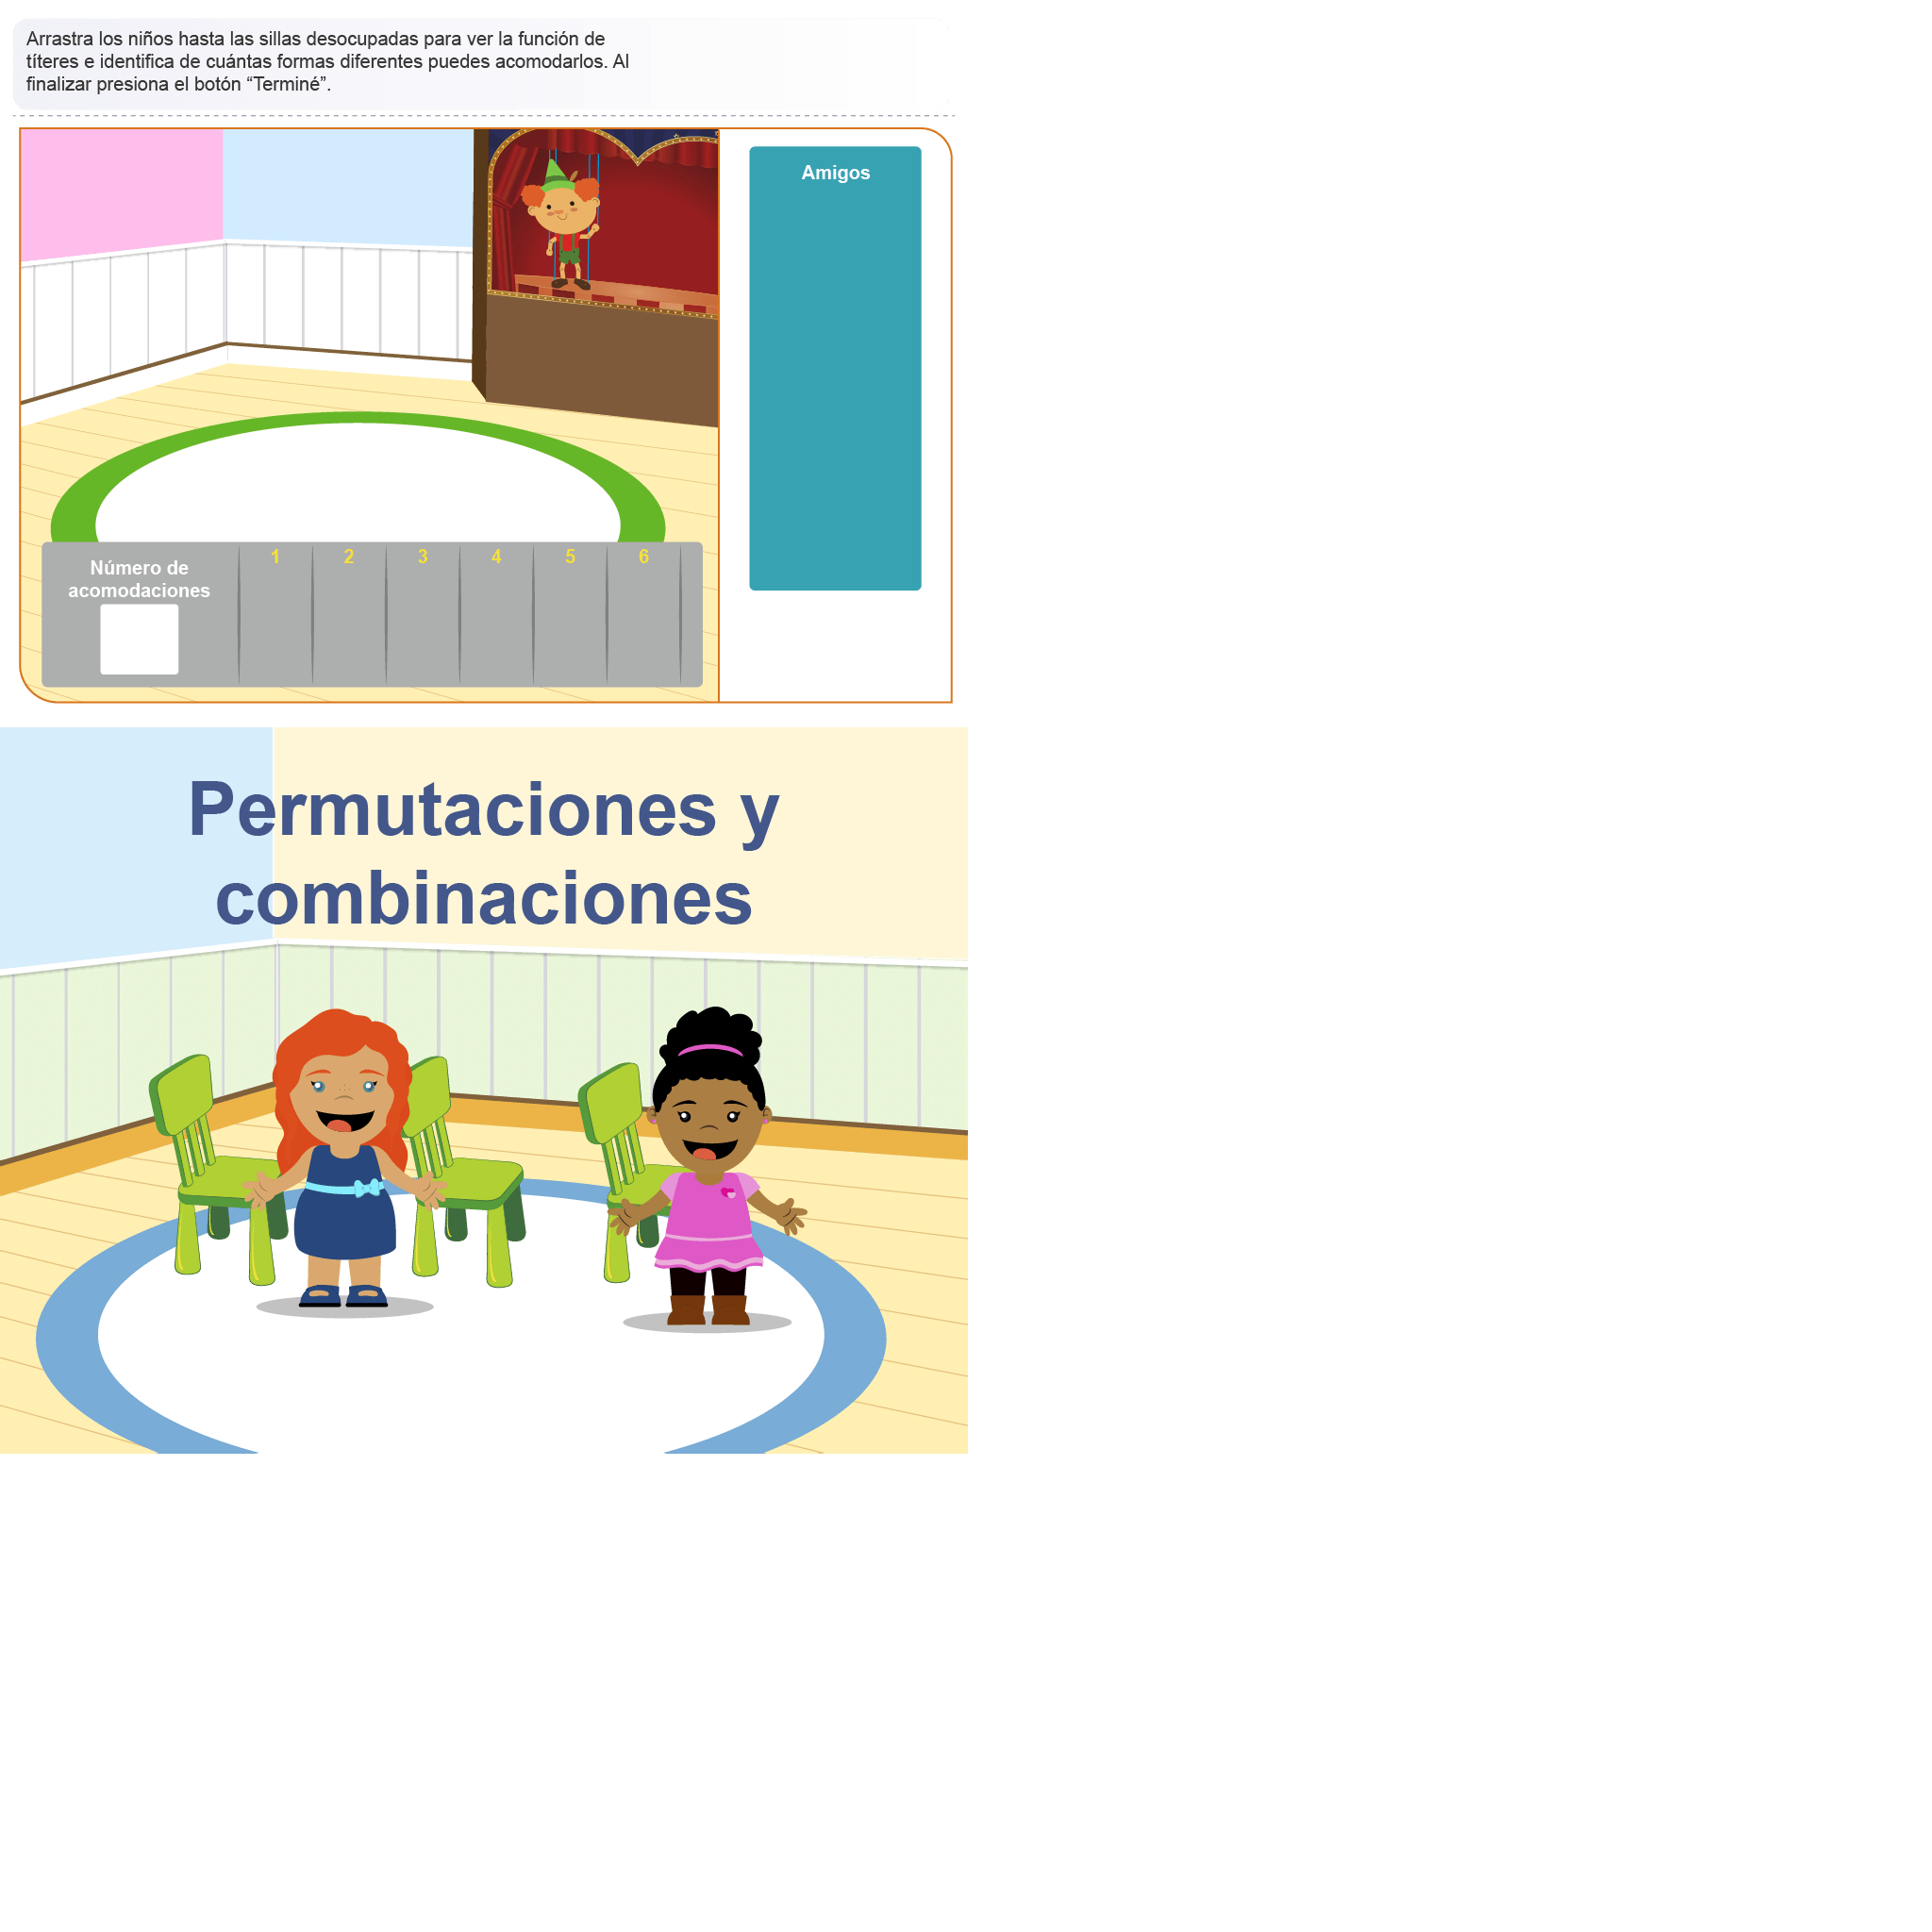 Arrastra los niños hasta las sillas desocupadas para ver la función de
títeres e identifica de cuántas formas diferentes puedes acomodarlos. Al
finalizar presiona el botón “Terminé”.
Amigos
Número de
acomodaciones
1 2 3 4 5 6
Permutaciones y
combinaciones